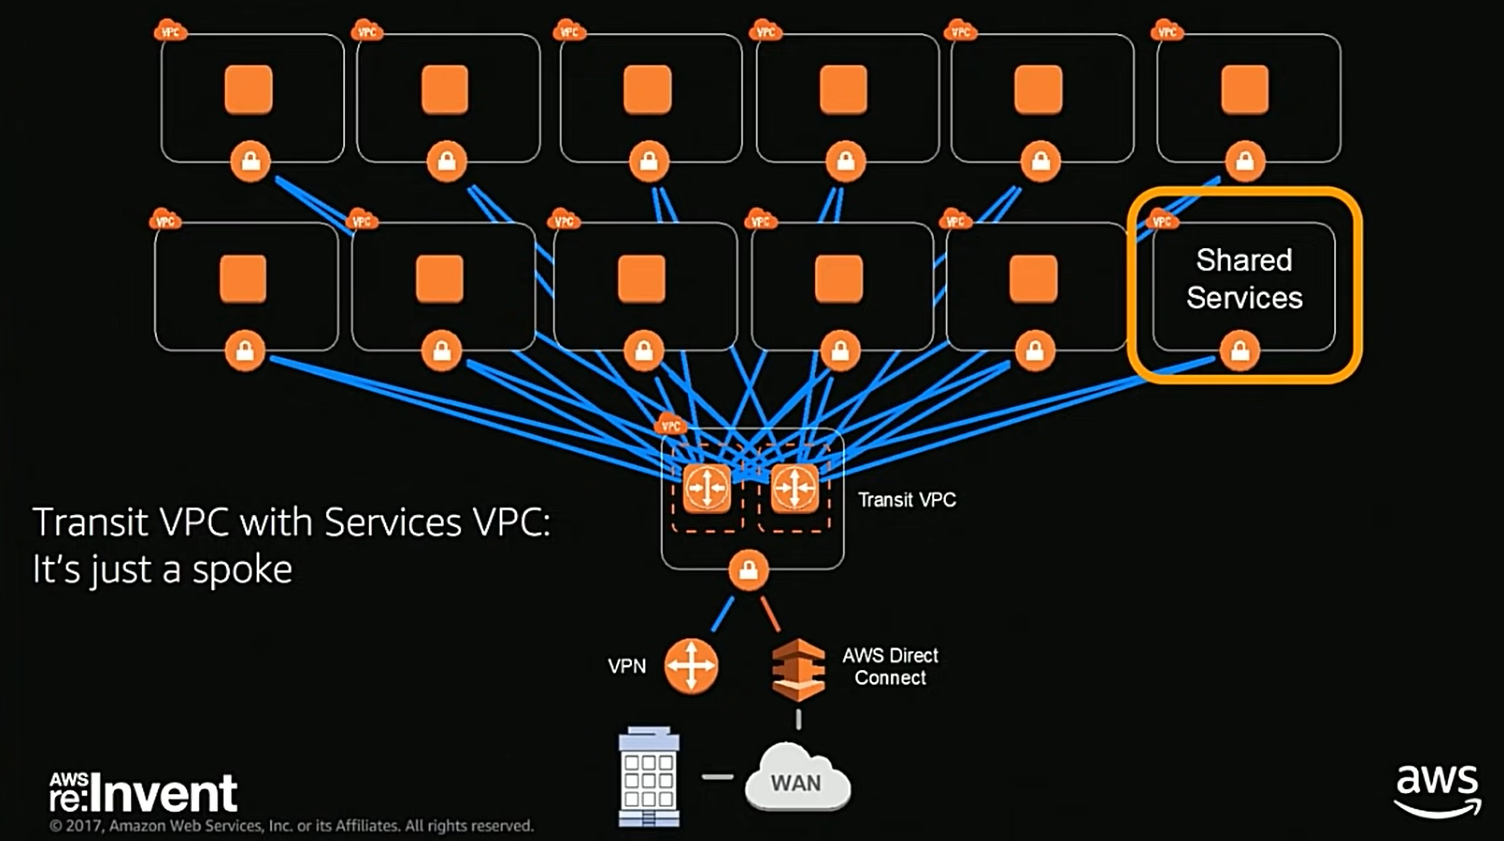 VPC
VPC
VPC
VPC
VPC
VPC
VPC
VPC
VPC
VPC
VPC
VPC
Shared
Services
VPC
Transit VPC
Transit VPC with Services VPC:
It's just a spoke
VPN
AWS Direct
Connect
WAN
AWS
re:Invent
© 2017, Amazon Web Services, Inc. or its Affiliates. All rights reserved.
aws